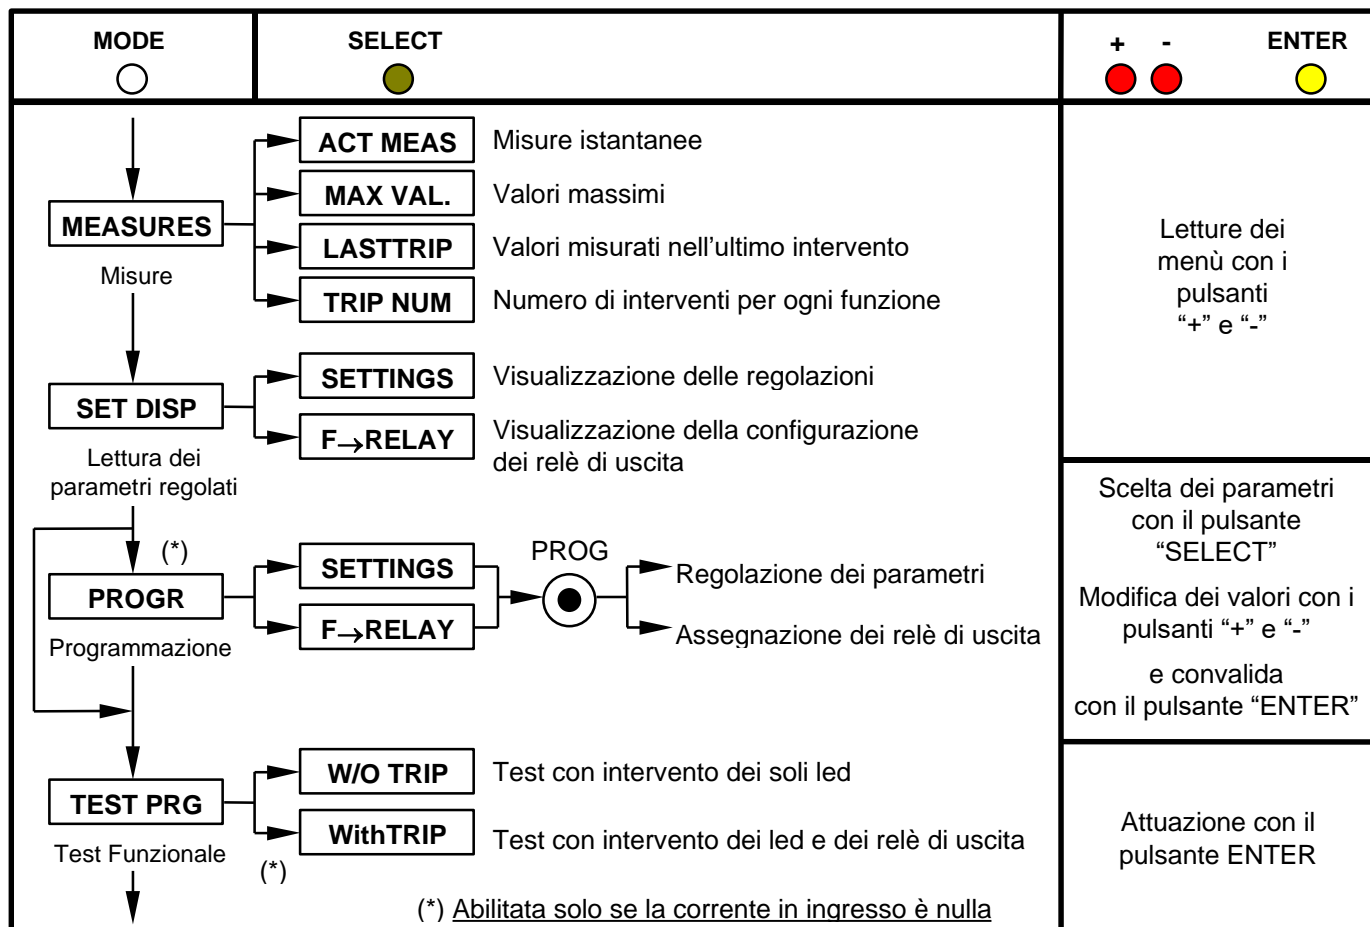 MODE
SELECT
+ -
ENTER
ACT MEAS
Misure istantanee
MAX VAL.
Valori massimi
MEASURES
Misure
LASTTRIP
Valori misurati nell’ultimo intervento
TRIP NUM
Numero di interventi per ogni funzione
Letture dei
menù con i
pulsanti
“+” e “-”
SET DISP
Lettura dei
parametri regolati
SETTINGS
Visualizzazione delle regolazioni
F→RELAY
Visualizzazione della configurazione
dei relè di uscita
(*)
PROGR
Programmazione
SETTINGS
F→RELAY
PROG
Regolazione dei parametri
Assegnazione dei relè di uscita
Scelta dei parametri
con il pulsante
“SELECT”
Modifica dei valori con i
pulsanti “+” e “-”
e convalida
con il pulsante “ENTER”
TEST PRG
Test Funzionale
W/O TRIP
Test con intervento dei soli led
WithTRIP
Test con intervento dei led e dei relè di uscita
(*)
Attuazione con il
pulsante ENTER
(*) Abilitata solo se la corrente in ingresso è nulla